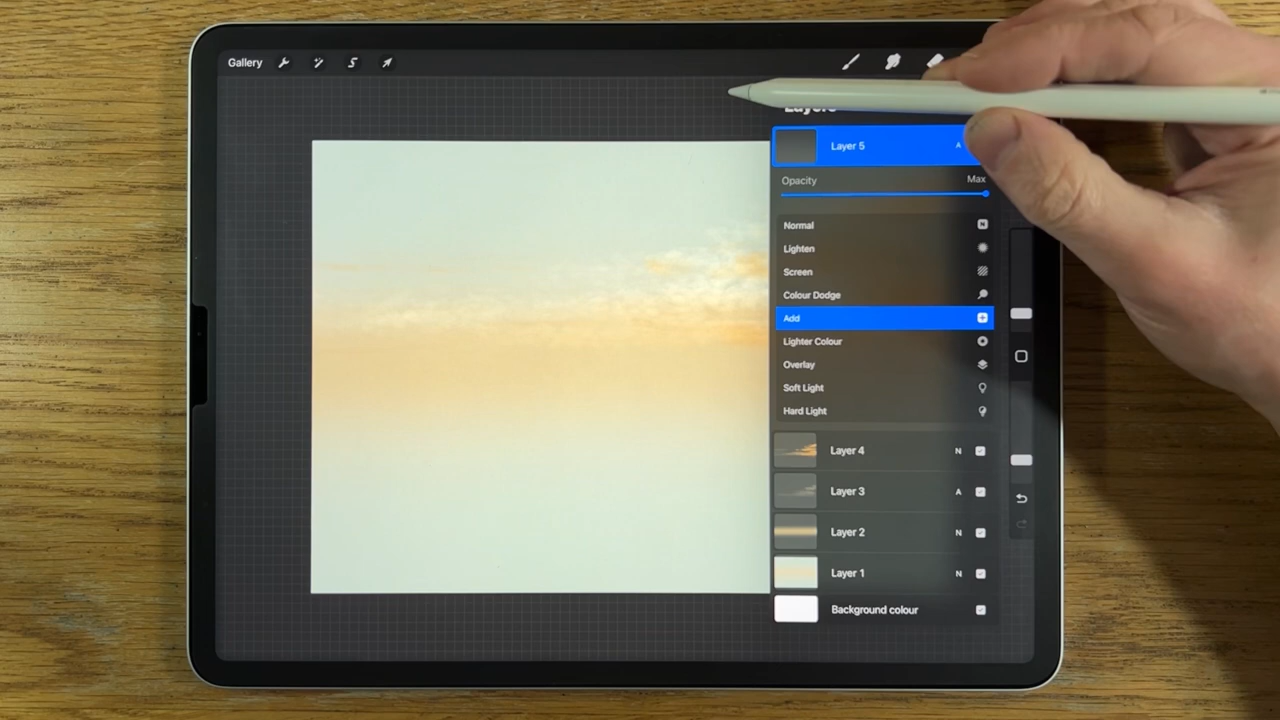 Gallery
Layers
Layer 5 A
Opacity Max
Normal N
Lighten
Screen
Colour Dodge
Add
Lighter Colour
Overlay
Soft Light
Hard Light
Layer 4 N
Layer 3 A
Layer 2 N
Layer 1 N
Background colour